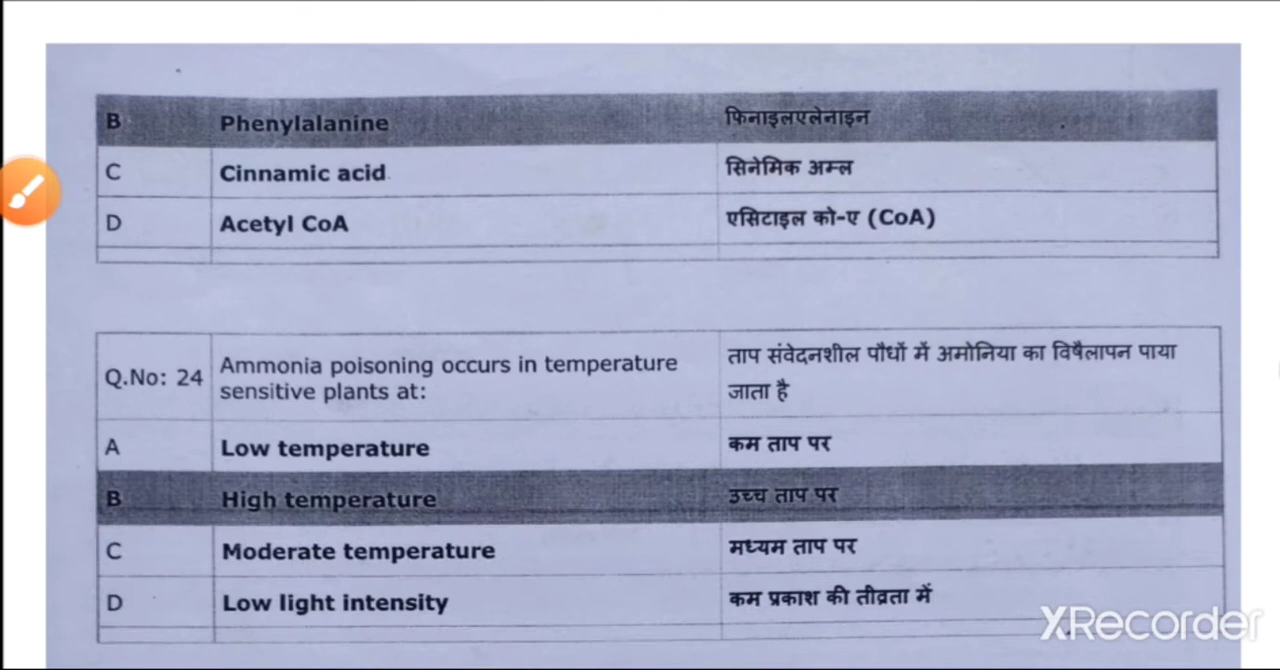 B Phenylalanine फिनाइलएलेनाइन
C Cinnamic acid सिनेमिक अम्ल
D Acetyl CoA एसिटाइल को-ए (CoA)
Q.No: 24 Ammonia poisoning occurs in temperature sensitive plants at: ताप संवेदनशील पौधों में अमोनिया का विषैलापन पाया जाता है
A Low temperature कम ताप पर
B High temperature उच्च ताप पर
C Moderate temperature मध्यम ताप पर
D Low light intensity कम प्रकाश की तीव्रता में
XRecorder